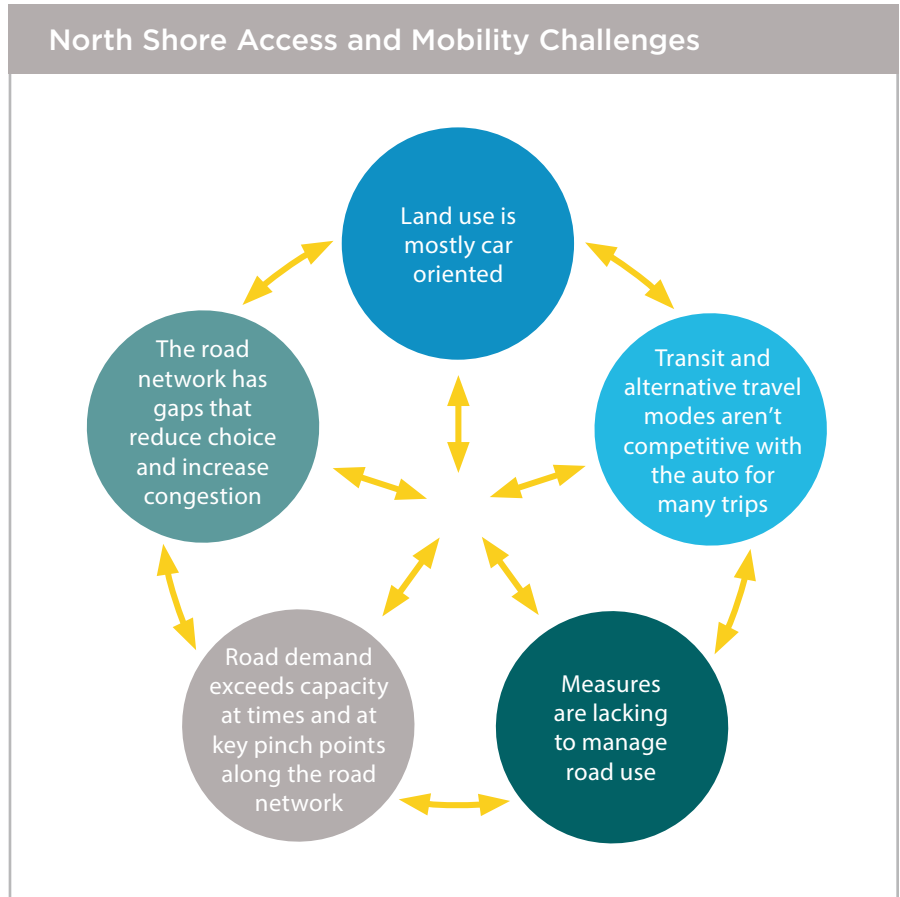 North Shore Access and Mobility Challenges
Land use is
mostly car
oriented
The road
network has
gaps that
reduce choice
and increase
congestion
Transit and
alternative travel
modes aren't
competitive with
the auto for
many trips
Road demand
exceeds capacity
at times and at
key pinch points
along the road
network
Measures
are lacking
to manage
road use